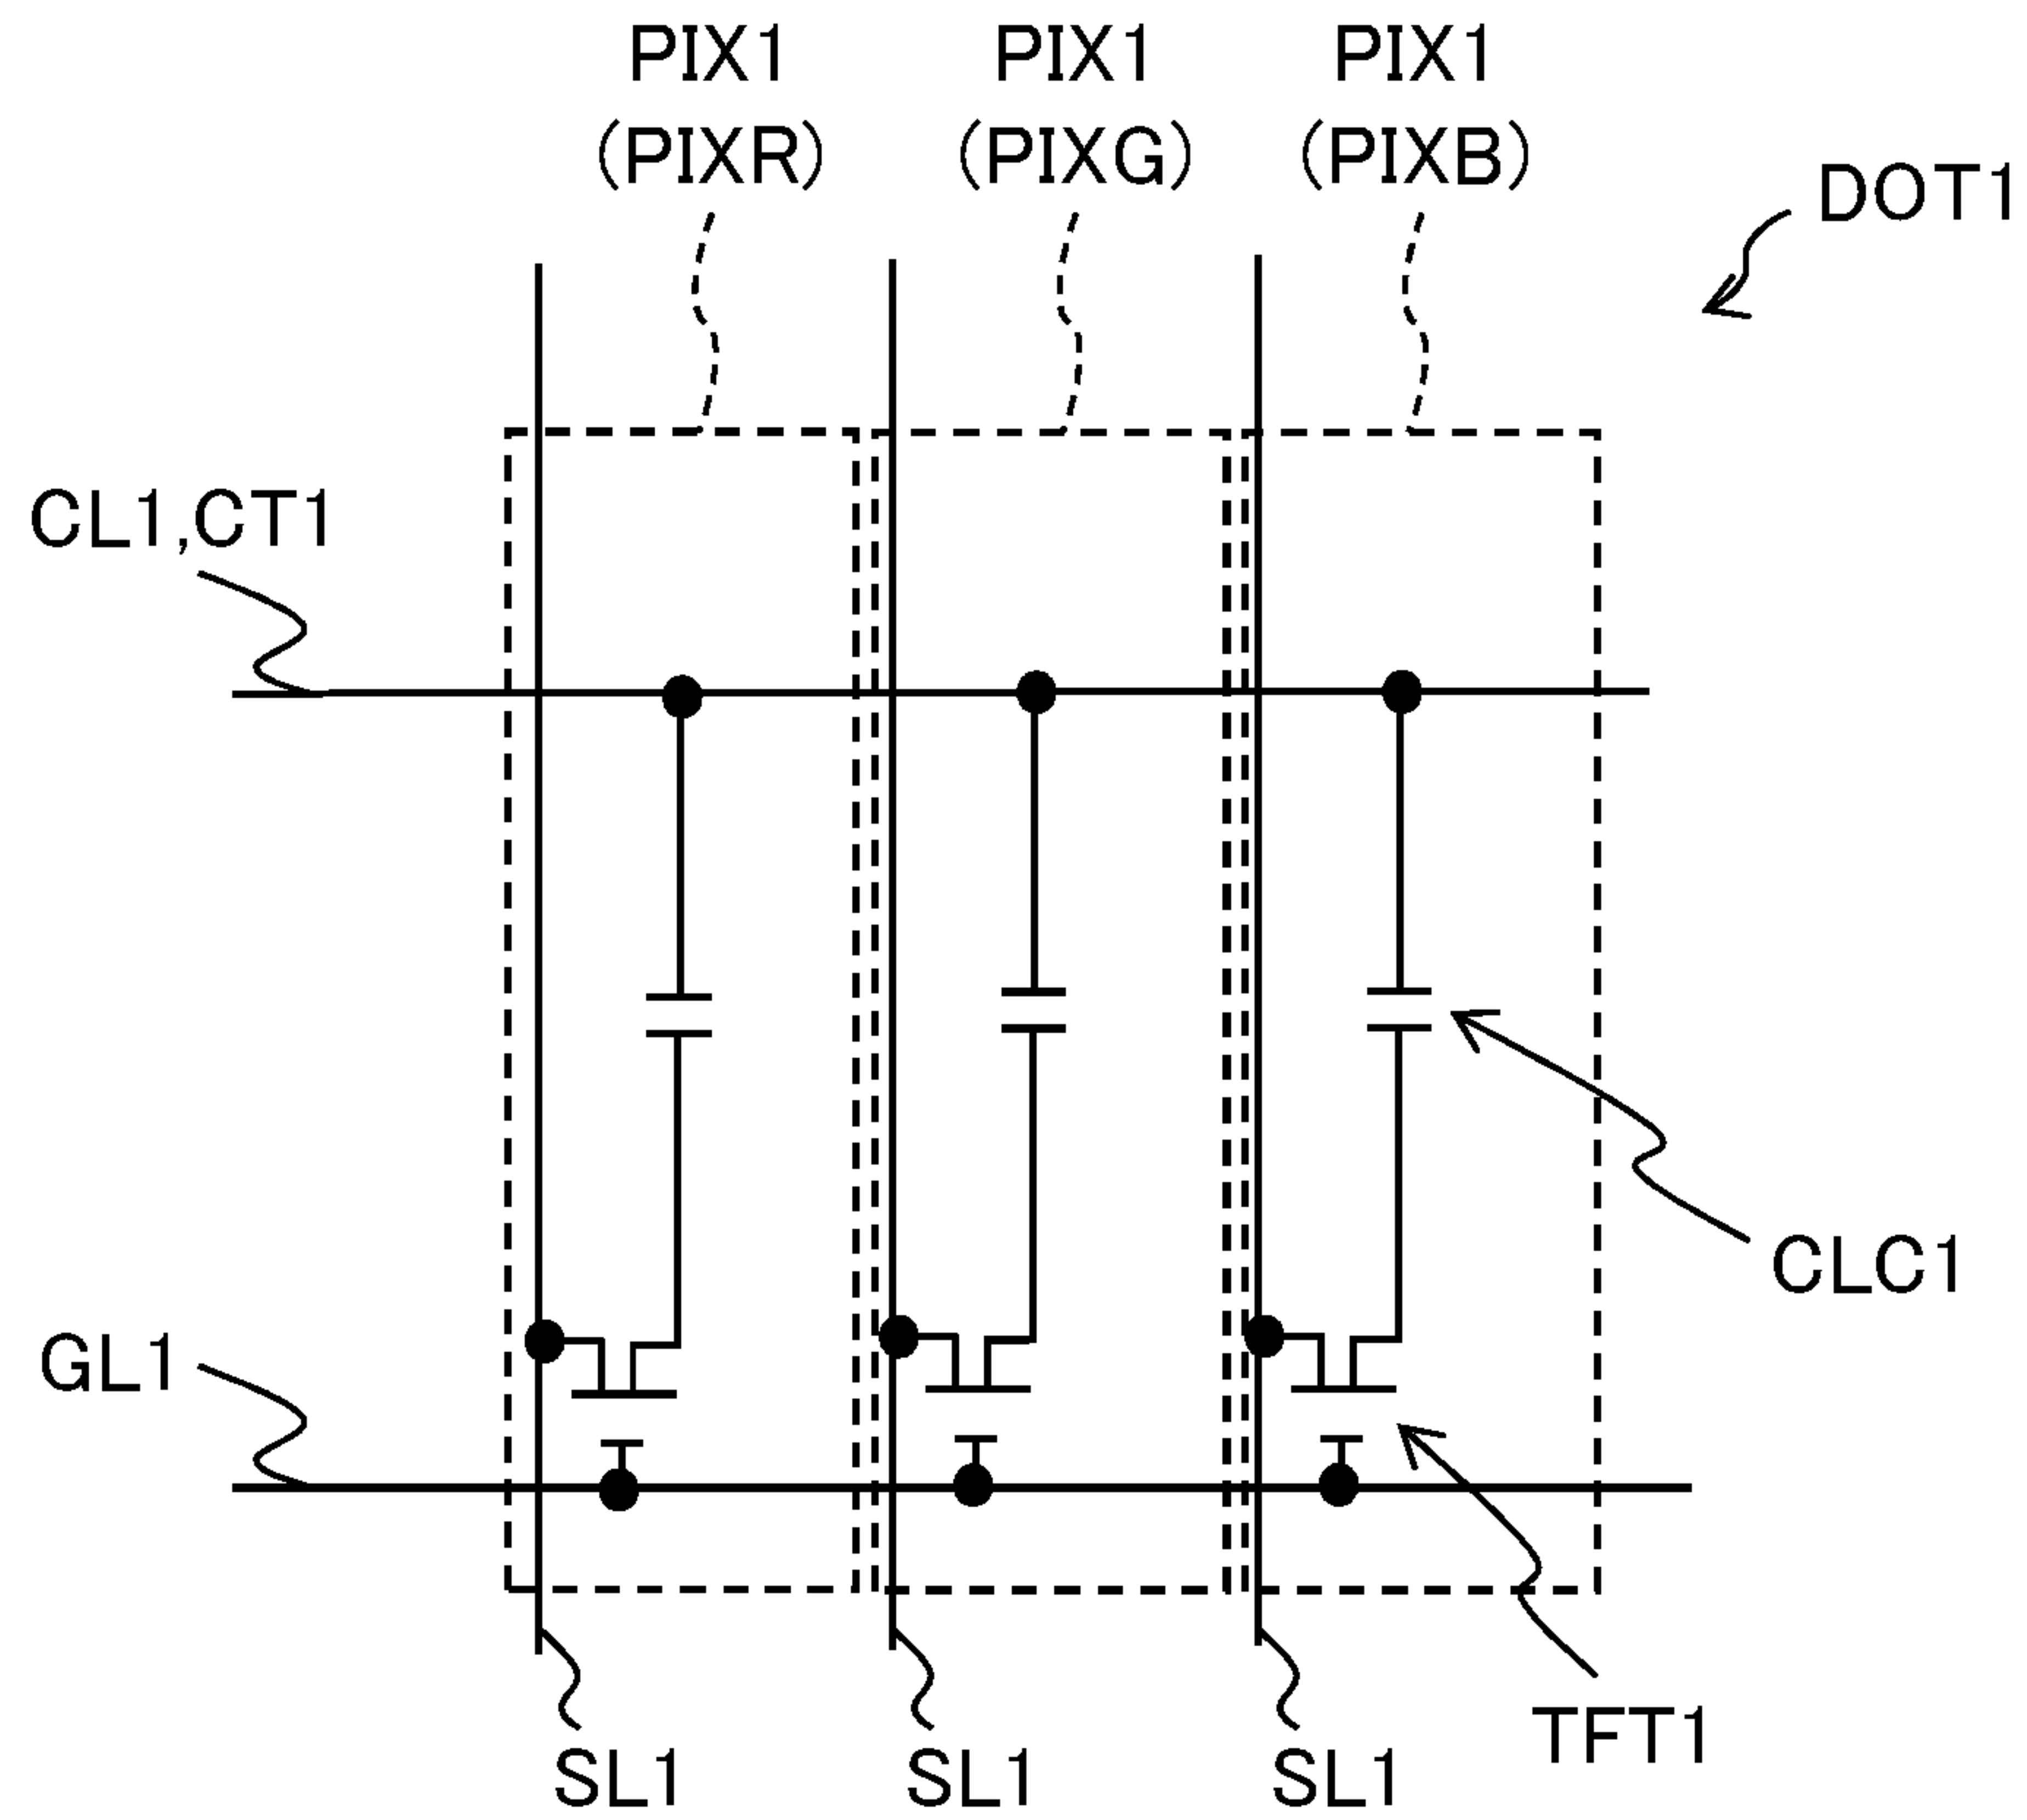 PIX1 PIX1 PIX1
(PIXR) (PIXG) (PIXB)
DOT1
CL1,CT1
CLC1
GL1
TFT1
SL1 SL1 SL1